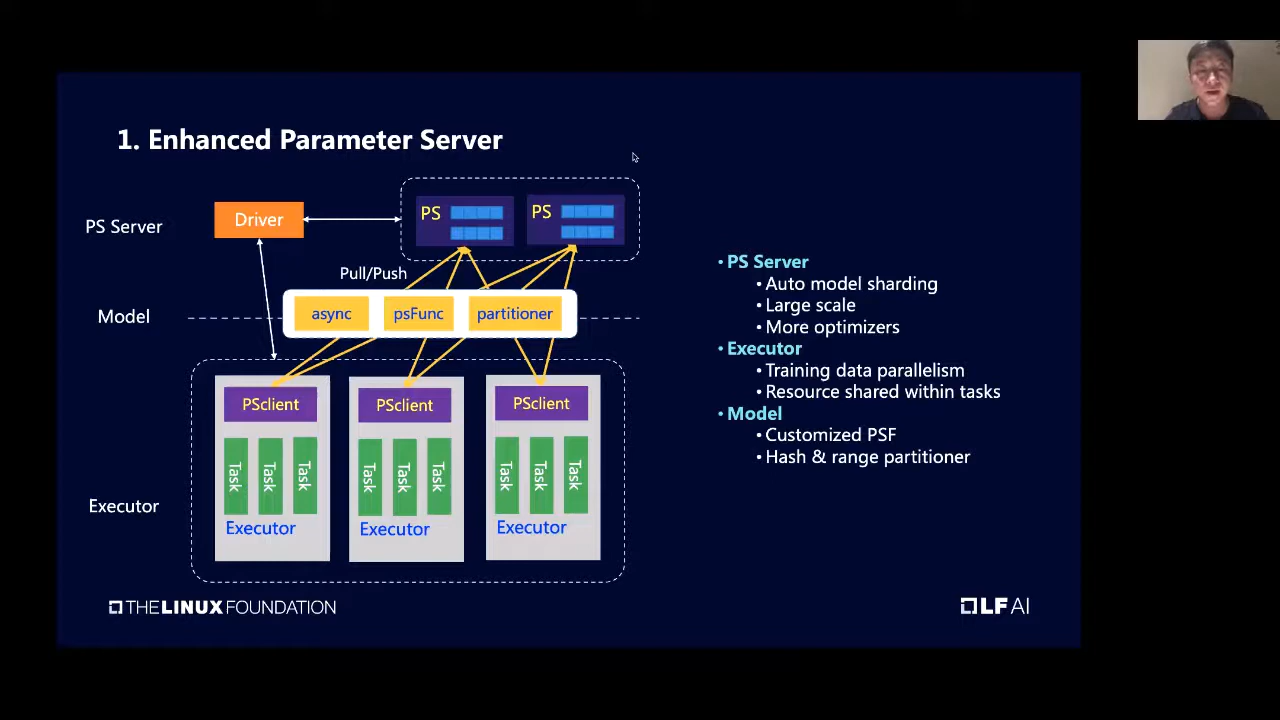 1. Enhanced Parameter Server
PS Server
Driver
PS
PS
Pull/Push
Model
async
psFunc
partitioner
PSclient
PSclient
PSclient
Task
Task
Task
Task
Task
Task
Task
Task
Task
Executor
Executor
Executor
Executor
• PS Server
• Auto model sharding
• Large scale
• More optimizers
• Executor
• Training data parallelism
• Resource shared within tasks
• Model
• Customized PSF
• Hash & range partitioner
THE LINUX FOUNDATION
LF AI